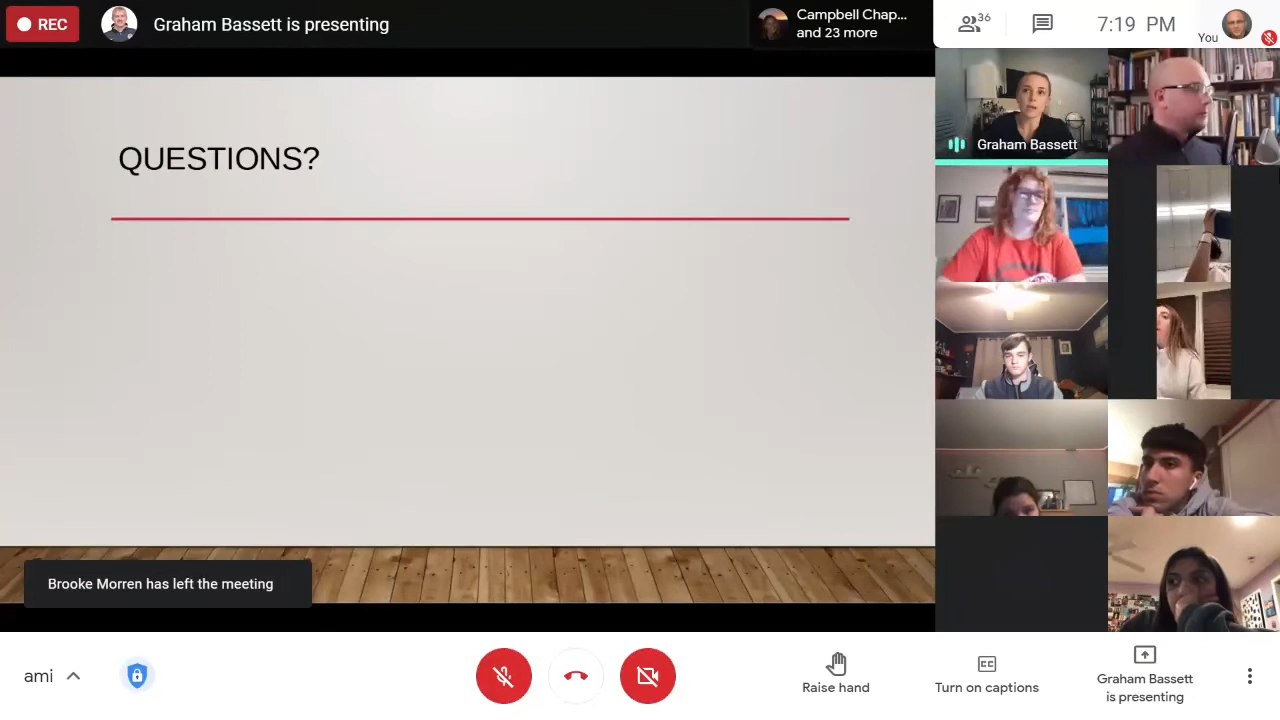 REC
Graham Bassett is presenting
Campbell Chap...
and 23 more
36
7:19 PM
You
Graham Bassett
QUESTIONS?
Brooke Morren has left the meeting
ami
Raise hand
Turn on captions
Graham Bassett
is presenting